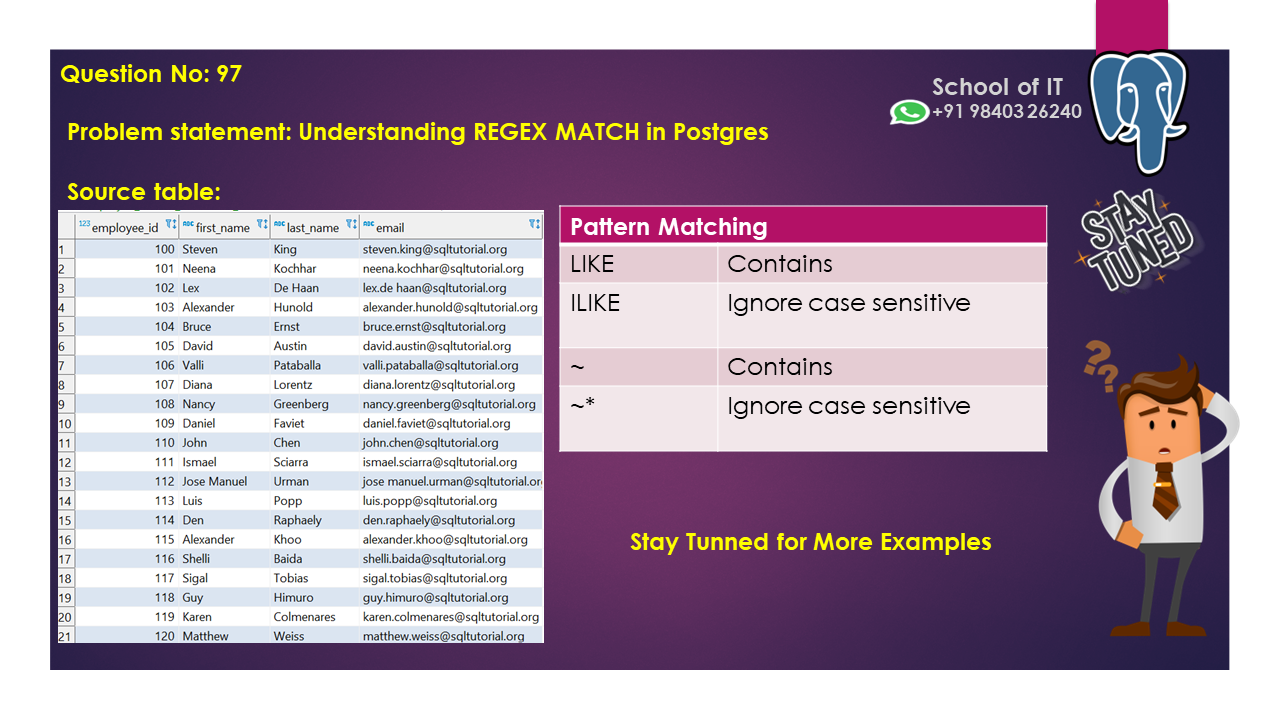 Question No: 97
School of IT
+91 98403 26240
Problem statement: Understanding REGEX MATCH in Postgres
Source table:
123 employee_id ABC first_name ABC last_name ABC email
1 100 Steven King steven.king@sqltutorial.org
2 101 Neena Kochhar neena.kochhar@sqltutorial.org
3 102 Lex De Haan lex.de haan@sqltutorial.org
4 103 Alexander Hunold alexander.hunold@sqltutorial.org
5 104 Bruce Ernst bruce.ernst@sqltutorial.org
6 105 David Austin david.austin@sqltutorial.org
7 106 Valli Pataballa valli.pataballa@sqltutorial.org
8 107 Diana Lorentz diana.lorentz@sqltutorial.org
9 108 Nancy Greenberg nancy.greenberg@sqltutorial.org
10 109 Daniel Faviet daniel.faviet@sqltutorial.org
11 110 John Chen john.chen@sqltutorial.org
12 111 Ismael Sciarra ismael.sciarra@sqltutorial.org
13 112 Jose Manuel Urman jose manuel.urman@sqltutorial.or
14 113 Luis Popp luis.popp@sqltutorial.org
15 114 Den Raphaely den.raphaely@sqltutorial.org
16 115 Alexander Khoo alexander.khoo@sqltutorial.org
17 116 Shelli Baida shelli.baida@sqltutorial.org
18 117 Sigal Tobias sigal.tobias@sqltutorial.org
19 118 Guy Himuro guy.himuro@sqltutorial.org
20 119 Karen Colmenares karen.colmenares@sqltutorial.org
21 120 Matthew Weiss matthew.weiss@sqltutorial.org
Pattern Matching
LIKE Contains
ILIKE Ignore case sensitive
~ Contains
~* Ignore case sensitive
STAY
TUNED
??
Stay Tunned for More Examples